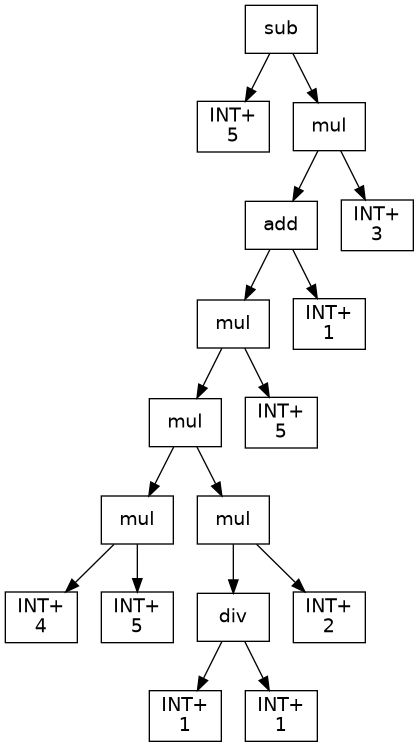 sub
INT+
5
mul
add
INT+
3
mul
INT+
1
mul
INT+
5
mul
mul
INT+
4
INT+
5
div
INT+
2
INT+
1
INT+
1